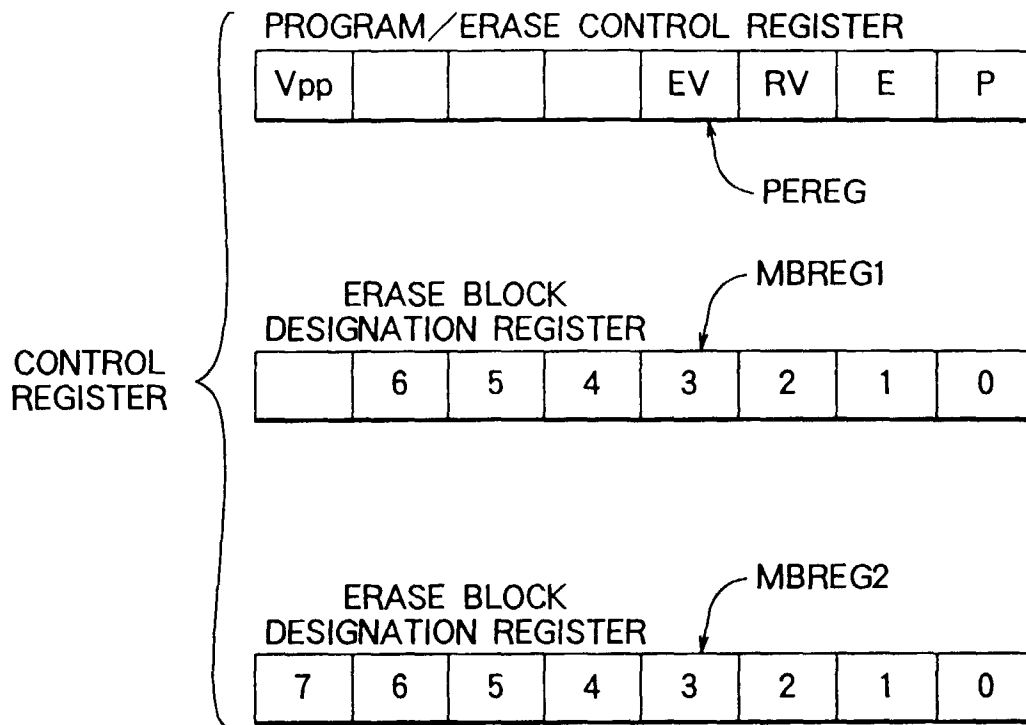 PROGRAM/ERASE CONTROL REGISTER
Vpp EV RV E P
PEREG
MBREG1
ERASE BLOCK
DESIGNATION REGISTER
6 5 4 3 2 1 0
CONTROL
REGISTER
MBREG2
ERASE BLOCK
DESIGNATION REGISTER
7 6 5 4 3 2 1 0